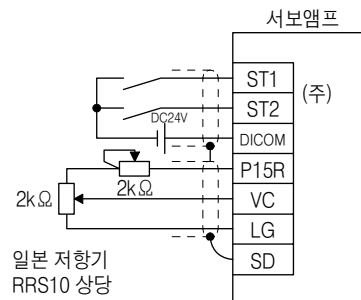 서보앰프
ST1
(주)
ST2
DC24V
DICOM
P15R
2kΩ
2kΩ
VC
LG
SD
일본 저항기
RRS10 상당